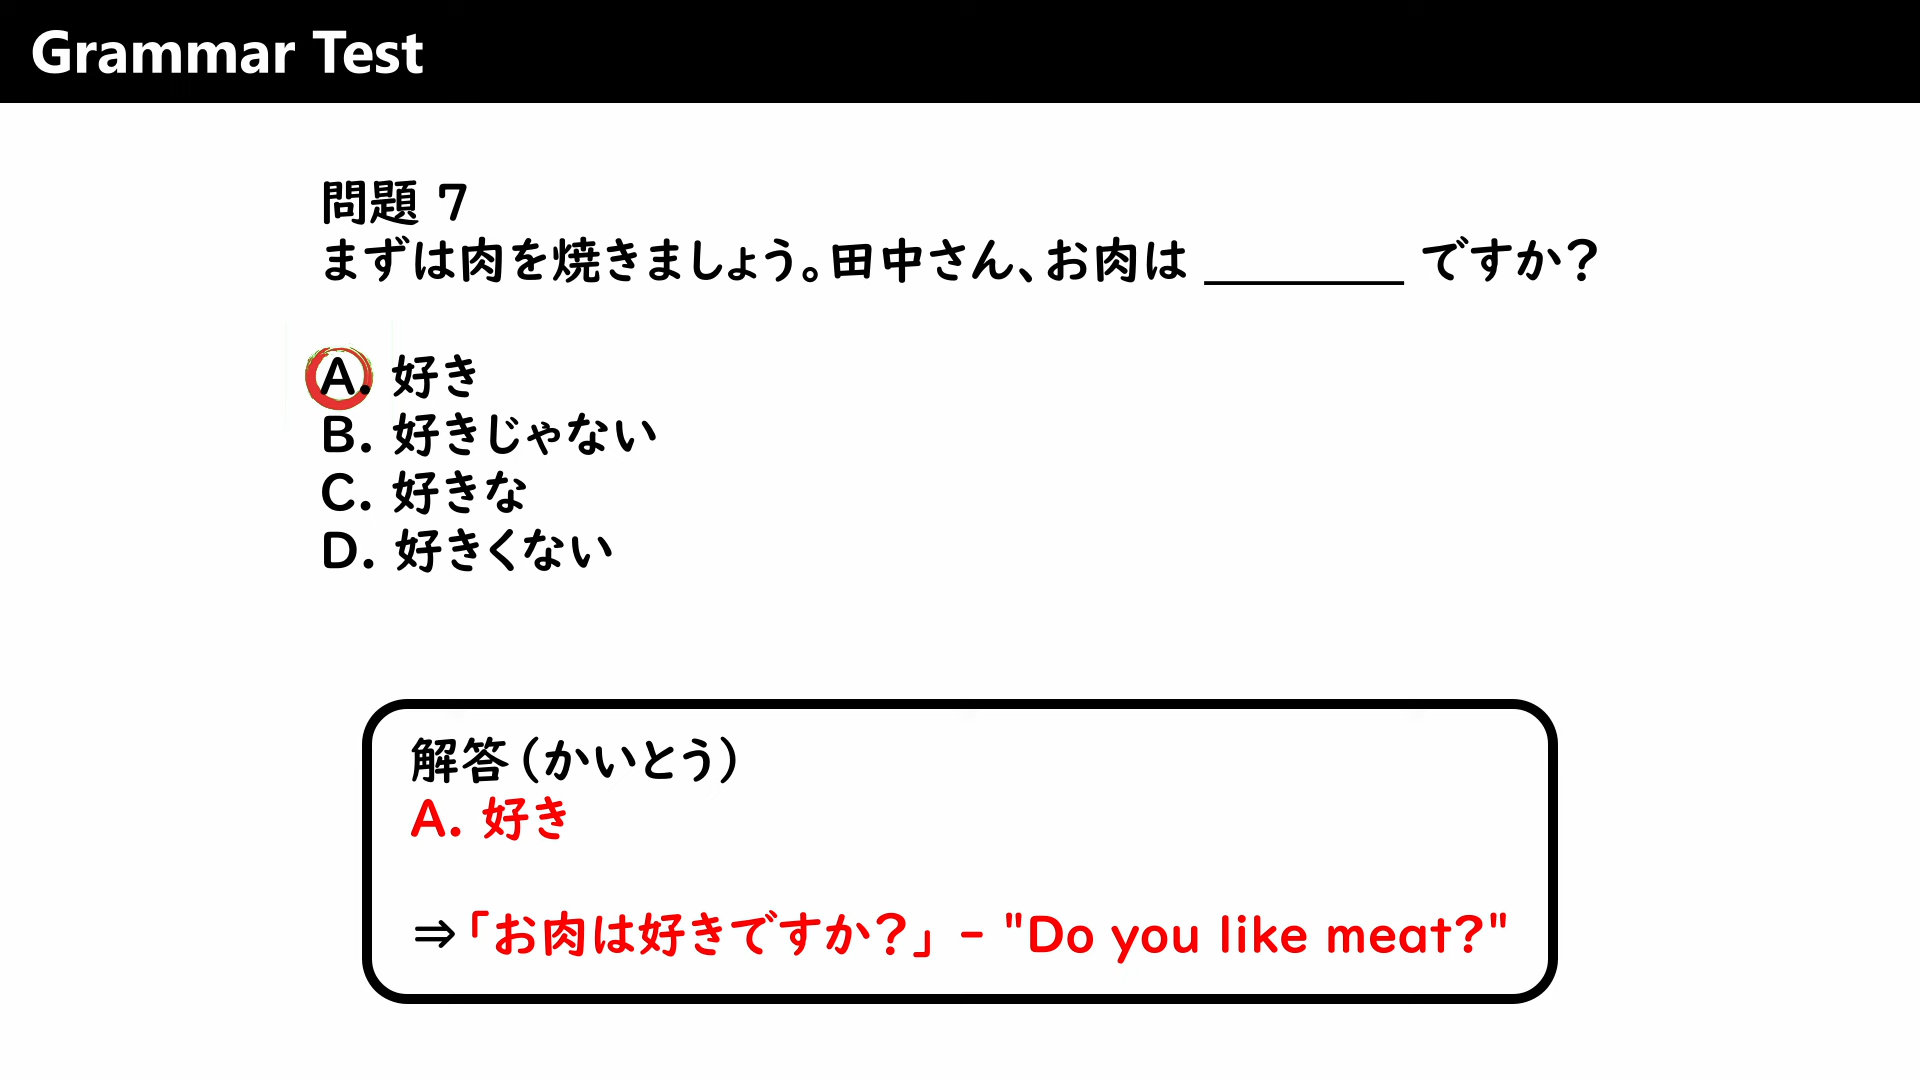 Grammar Test
問題 7
まずは肉を焼きましょう。田中さん、お肉は ________ ですか？
A. 好き
B. 好きじゃない
C. 好きな
D. 好きくない
解答（かいとう）
A. 好き
⇒「お肉は好きですか？」 - "Do you like meat?"